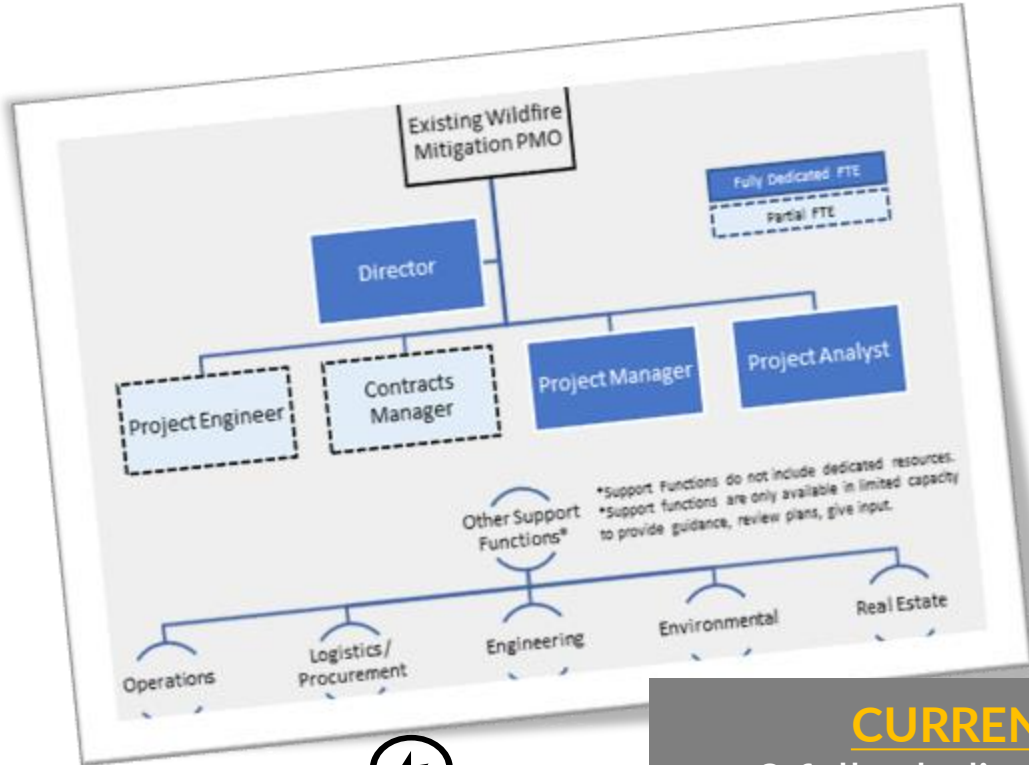 Existing Wildfire
Mitigation PMO
Fully Dedicated FTE
Partial FTE
Director
Project Engineer
Contracts
Manager
Project Manager
Project Analyst
Other Support
Functions*
*Support Functions do not include dedicated resources.
*Support functions are only available in limited capacity
to provide guidance, review plans, give input.
Operations
Logistics/
Procurement
Engineering
Environmental
Real Estate
CURREN